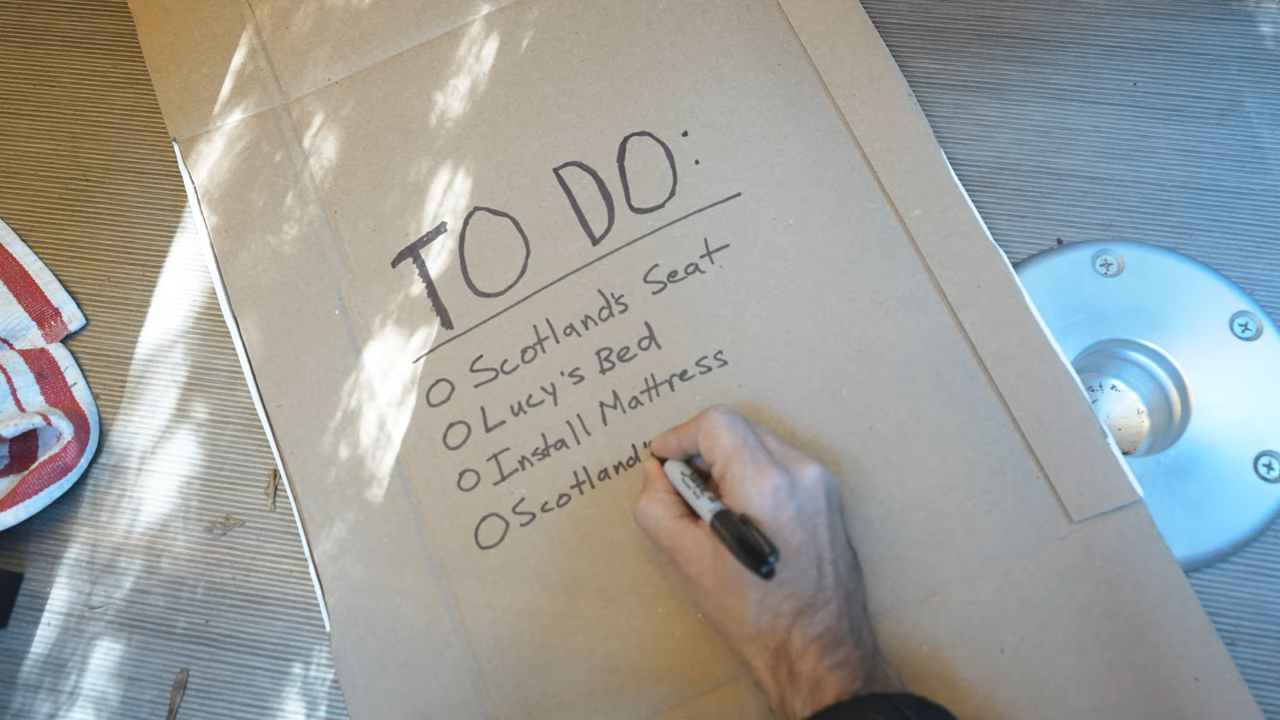 TO DO:
O Scotland's Seat
O Lucy's Bed
O Install Mattress
O Scotland's